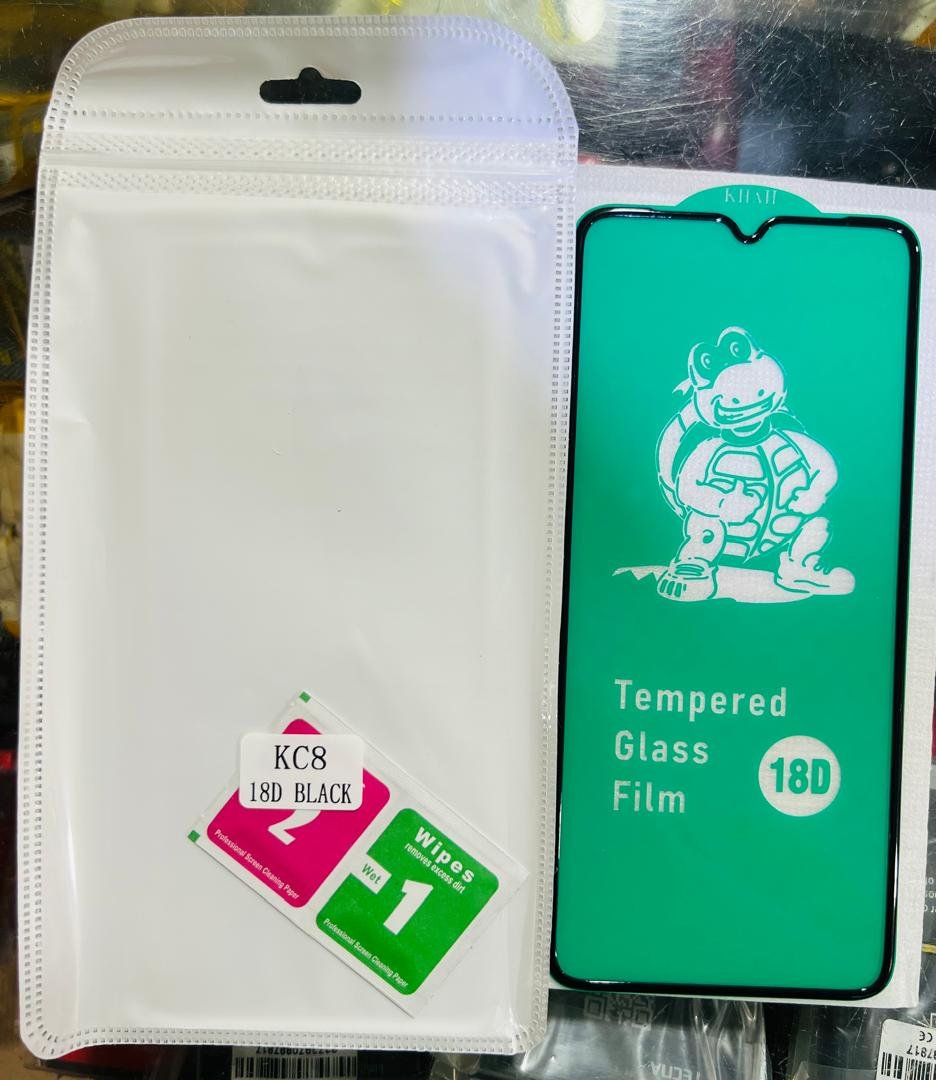 Tempered
Glass
Film
18D
KC8
18D BLACK
2
Professional Screen Cleaning Paper
Wipes
removes excess dirt
Wet
1
Professional Screen Cleaning Paper
TECNO